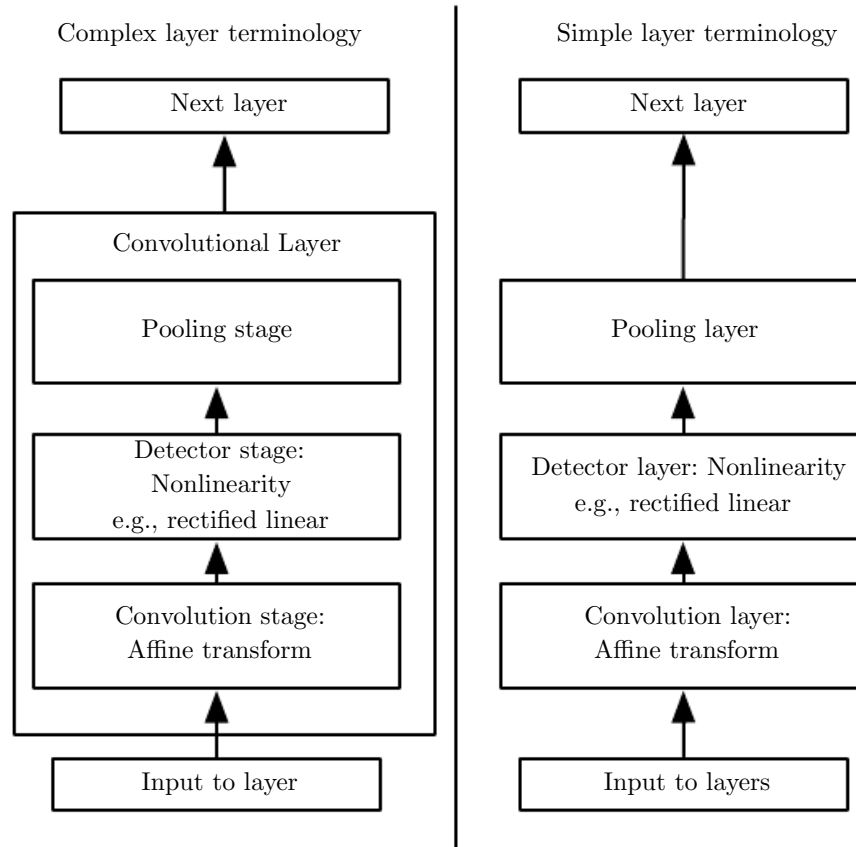 Complex layer terminology
Next layer
Convolutional Layer
Pooling stage
Detector stage:
Nonlinearity
e.g., rectified linear
Convolution stage:
Affine transform
Input to layer
Simple layer terminology
Next layer
Pooling layer
Detector layer: Nonlinearity
e.g., rectified linear
Convolution layer:
Affine transform
Input to layers